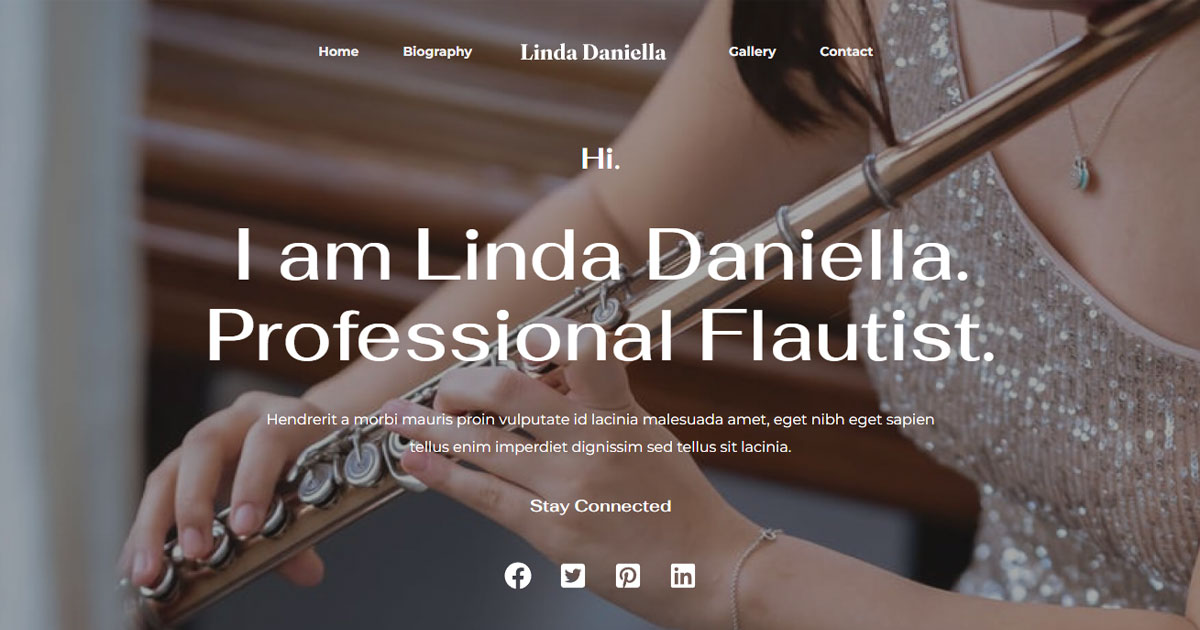 Home Biography Linda Daniella Gallery Contact
Hi.
I am Linda Daniella.
Professional Flautist.
Hendrerit a morbi mauris proin vulputate id lacinia malesuada amet, eget nibh eget sapien
tellus enim imperdiet dignissim sed tellus sit lacinia.
Stay Connected